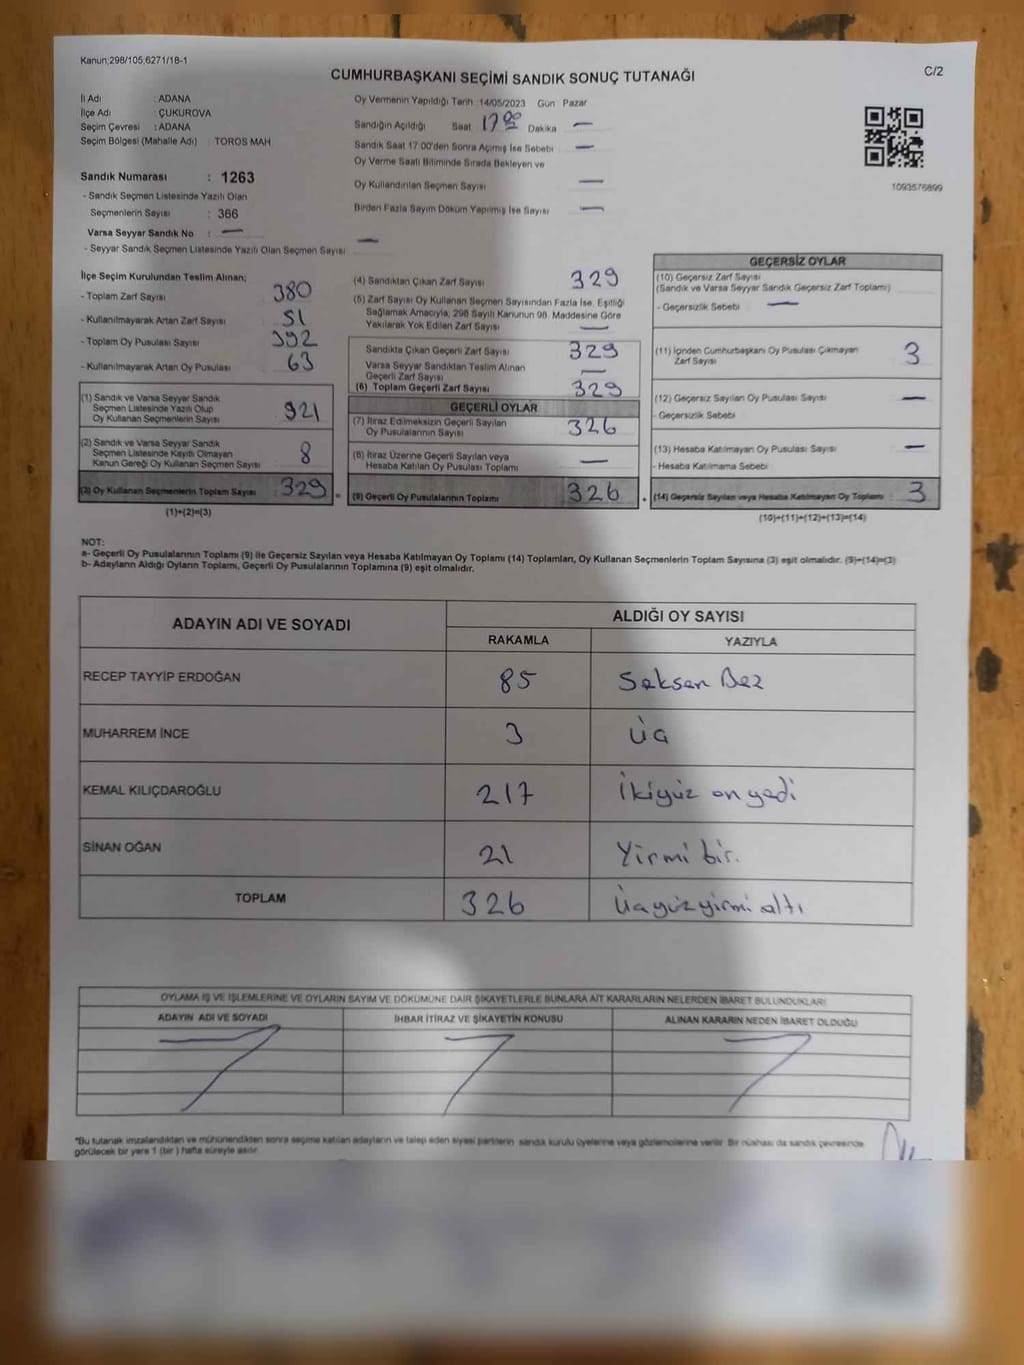 Kanun;298/105,6271/18-1
CUMHURBAŞKANI SEÇİMİ SANDIK SONUÇ TUTANAĞI
C/2
İl Adı : ADANA
İlçe Adı : ÇUKUROVA
Seçim Çevresi : ADANA
Seçim Bölgesi (Mahalle Adı) : TOROS MAH
Sandık Numarası : 1263
- Sandık Seçmen Listesinde Yazılı Olan
Seçmenlerin Sayısı : 366
Varsa Seyyar Sandık No : —
- Seyyar Sandık Seçmen Listesinde Yazılı Olan Seçmen Sayısı —
Oy Vermenin Yapıldığı Tarih 14/05/2023 Gün Pazar
Sandığın Açıldığı Saat 17 00 Dakika —
Sandık Saat 17:00'den Sonra Açımış İse Sebebi —
Oy Verme Saati Bitiminde Sırada Bekleyen ve
Oy Kullandırılan Seçmen Sayısı —
Birden Fazla Sayım Döküm Yapılmış İse Sayısı —
1093576899
İlçe Seçim Kurulundan Teslim Alınan;
- Toplam Zarf Sayısı 380
- Kullanılmayarak Artan Zarf Sayısı 51
- Toplam Oy Pusulası Sayısı 392
- Kullanılmayarak Artan Oy Pusulası 63
(1) Sandık ve Varsa Seyyar Sandık
Seçmen Listesinde Yazılı Olup
Oy Kullanan Seçmenlerin Sayısı 321
(2) Sandık ve Varsa Seyyar Sandık
Seçmen Listesinde Kayıtlı Olmayan
Kanun Gereği Oy Kullanan Seçmen Sayısı 8
(3) Oy Kullanan Seçmenlerin Toplam Sayısı : 329
(1)+(2)=(3)
(4) Sandıktan Çıkan Zarf Sayısı 329
(5) Zarf Sayısı Oy Kullanan Seçmen Sayısından Fazla İse, Eşitliği
Sağlamak Amacıyla, 298 Sayılı Kanunun 98. Maddesine Göre
Yakılarak Yok Edilen Zarf Sayısı —
Sandıkta Çıkan Geçerli Zarf Sayısı 329
Varsa Seyyar Sandıktan Teslim Alınan
Geçerli Zarf Sayısı —
(6) Toplam Geçerli Zarf Sayısı 329
GEÇERLİ OYLAR
(7) İtiraz Edilmeksizin Geçerli Sayılan
Oy Pusulalarının Sayısı 326
(8) İtiraz Üzerine Geçerli Sayılan veya
Hesaba Katılan Oy Pusulası Toplamı —
= (9) Geçerli Oy Pusulalarının Toplamı 326
GEÇERSİZ OYLAR
(10) Geçersiz Zarf Sayısı
(Sandık ve Varsa Seyyar Sandık Geçersiz Zarf Toplamı)
- Geçersizlik Sebebi —
(11) İçinden Cumhurbaşkanı Oy Pusulası Çıkmayan
Zarf Sayısı 3
(12) Geçersiz Sayılan Oy Pusulası Sayısı —
- Geçersizlik Sebebi
(13) Hesaba Katılmayan Oy Pusulası Sayısı —
- Hesaba Katılmama Sebebi
+ (14) Geçersiz Sayılan veya Hesaba Katılmayan Oy Toplamı : 3
(10)+(11)+(12)+(13)=(14)
NOT:
a- Geçerli Oy Pusulalarının Toplamı (9) ile Geçersiz Sayılan veya Hesaba Katılmayan Oy Toplamı (14) Toplamları, Oy Kullanan Seçmenlerin Toplam Sayısına (3) eşit olmalıdır. (9)+(14)=(3)
b- Adayların Aldığı Oyların Toplamı, Geçerli Oy Pusulalarının Toplamına (9) eşit olmalıdır.
ADAYIN ADI VE SOYADI ALDIĞI OY SAYISI
RAKAMLA YAZIYLA
RECEP TAYYİP ERDOĞAN 85 Seksen Beş
MUHARREM İNCE 3 Üç
KEMAL KILIÇDAROĞLU 217 İkiyüz on yedi
SİNAN OĞAN 21 Yirmi bir.
TOPLAM 326 Üçyüzyirmi altı
OYLAMA İŞ VE İŞLEMLERİNE VE OYLARIN SAYIM VE DÖKÜMÜNE DAİR ŞİKAYETLERLE BUNLARA AİT KARARLARIN NELERDEN İBARET BULUNDUKLARI
ADAYIN ADI VE SOYADI İHBAR İTİRAZ VE ŞİKAYETİN KONUSU ALINAN KARARIN NEDEN İBARET OLDUĞU
*Bu tutanak imzalandıktan ve mühürlendikten sonra seçime katılan adayların ve talep eden siyasi partilerin sandık kurulu üyelerine veya gözlemcilerine verilir. Bir nüshası da sandık çevresinde
görülecek bir yere 1 (bir ) hafta süreyle asılır.